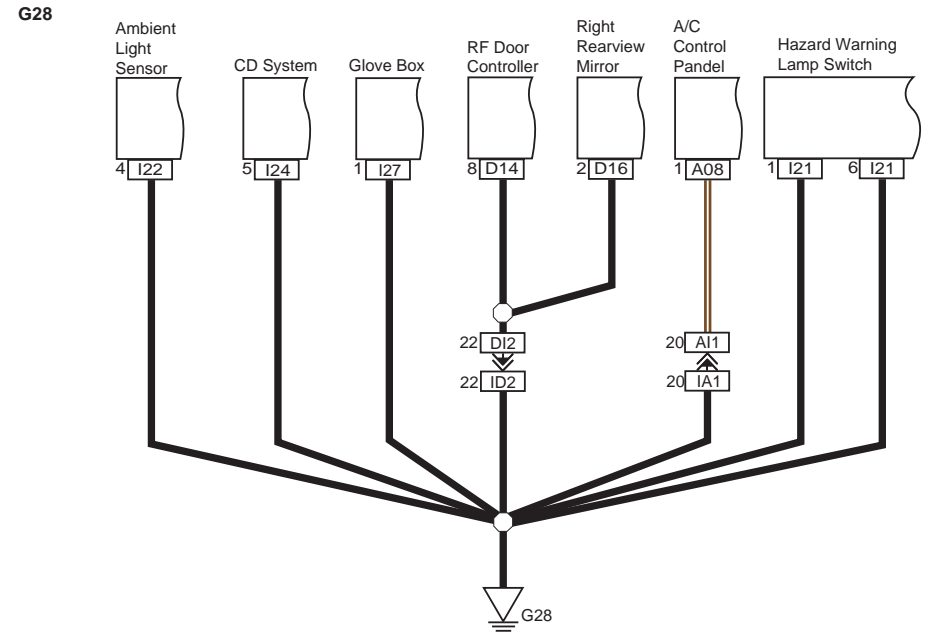 G28
Ambient
Light
Sensor
CD System
Glove Box
RF Door
Controller
Right
Rearview
Mirror
A/C
Control
Pandel
Hazard Warning
Lamp Switch
4 I22
5 I24
1 I27
8 D14
2 D16
1 A08
1 I21
6 I21
22 DI2
20 AI1
22 ID2
20 IA1
G28